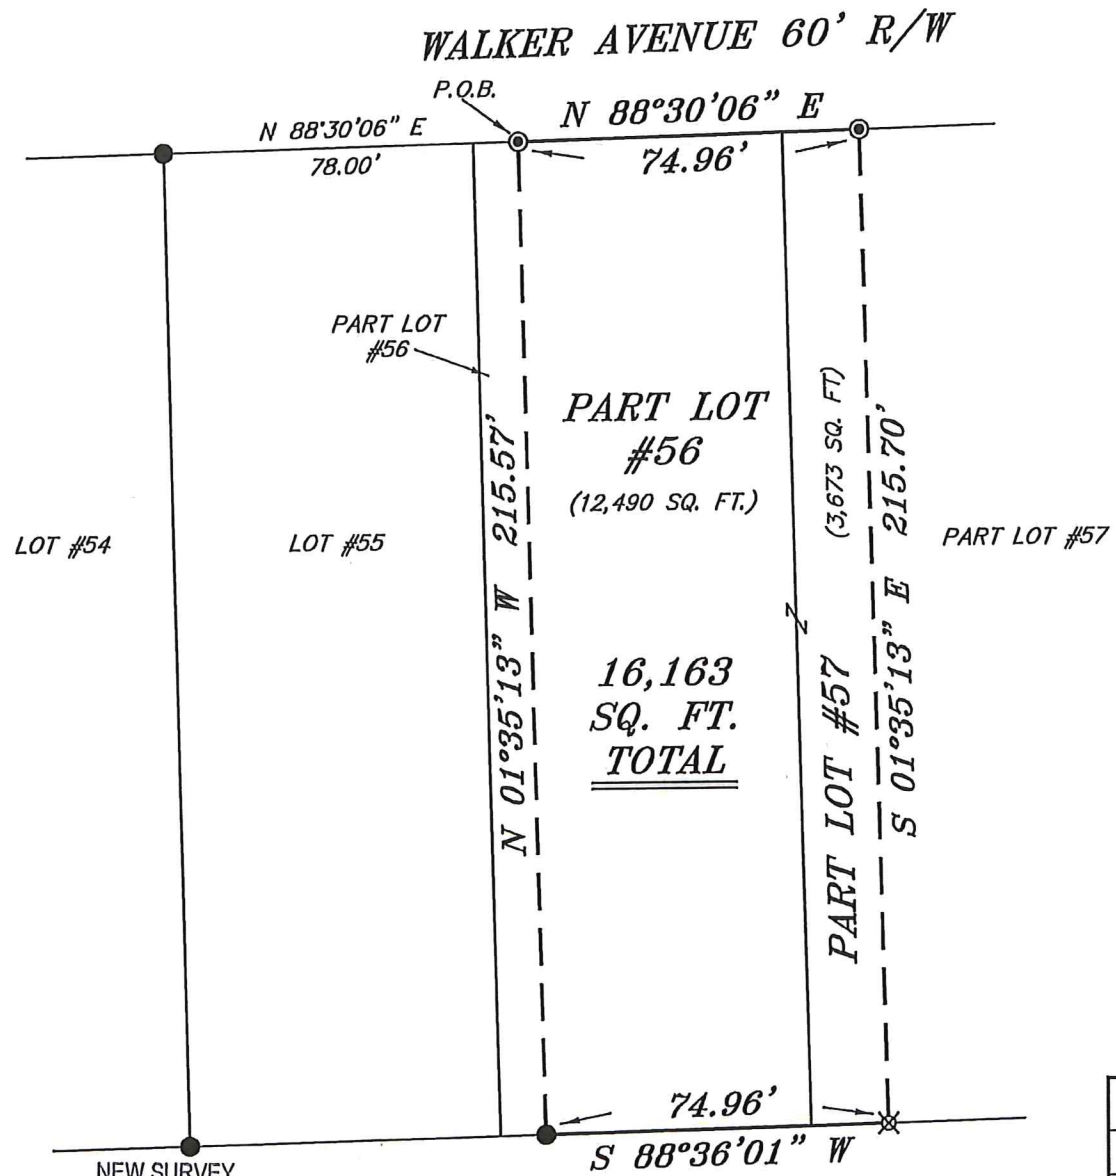 WALKER AVENUE 60' R/W
P.O.B.
N 88°30'06" E
78.00'
N 88°30'06" E
74.96'
PART LOT
#56
PART LOT
#56
(12,490 SQ. FT.)
(3,673 SQ. FT)
N 01°35'13" W 215.57'
S 01°35'13" E 215.70'
LOT #54
LOT #55
PART LOT #57
16,163
SQ. FT.
TOTAL
PART LOT #57
74.96'
S 88°36'01" W
NEW SURVEY